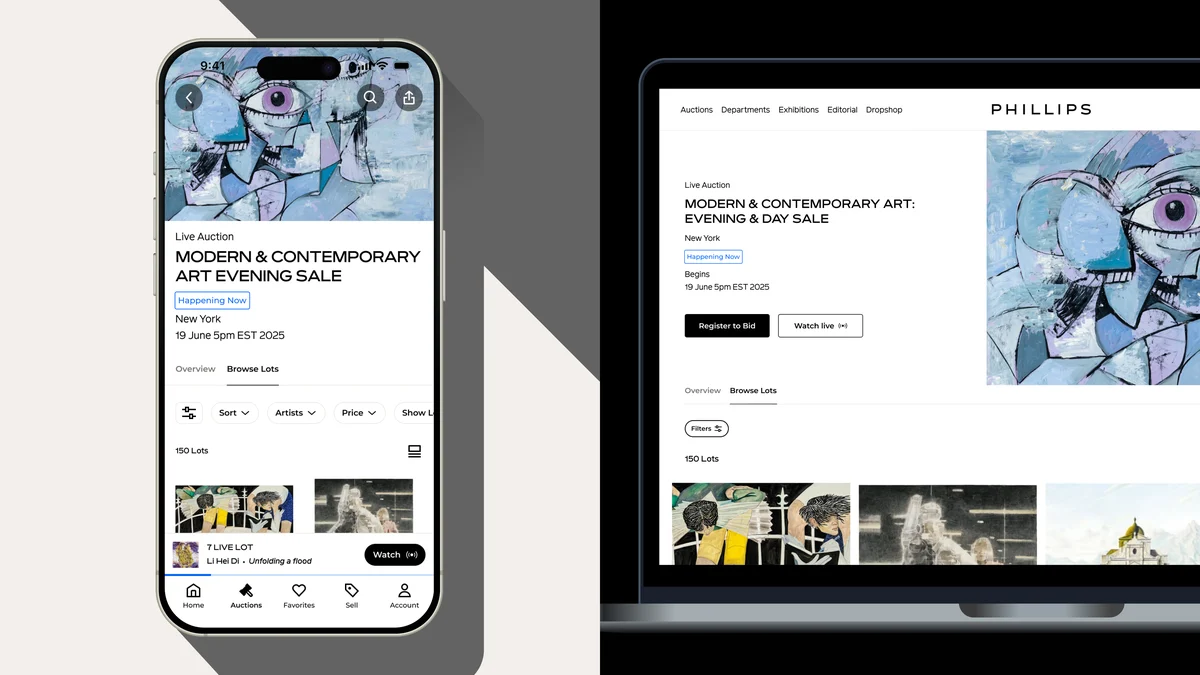 9:41
Live Auction
MODERN & CONTEMPORARY
ART EVENING SALE
Happening Now
New York
19 June 5pm EST 2025
Overview Browse Lots
Sort Artists Price Show L
150 Lots
7 LIVE LOT
Li Hei Di • Unfolding a flood
Watch
Home Auctions Favorites Sell Account
Auctions Departments Exhibitions Editorial Dropshop
PHILLIPS
Live Auction
MODERN & CONTEMPORARY ART:
EVENING & DAY SALE
New York
Happening Now
Begins
19 June 5pm EST 2025
Register to Bid Watch live
Overview Browse Lots
Filters
150 Lots